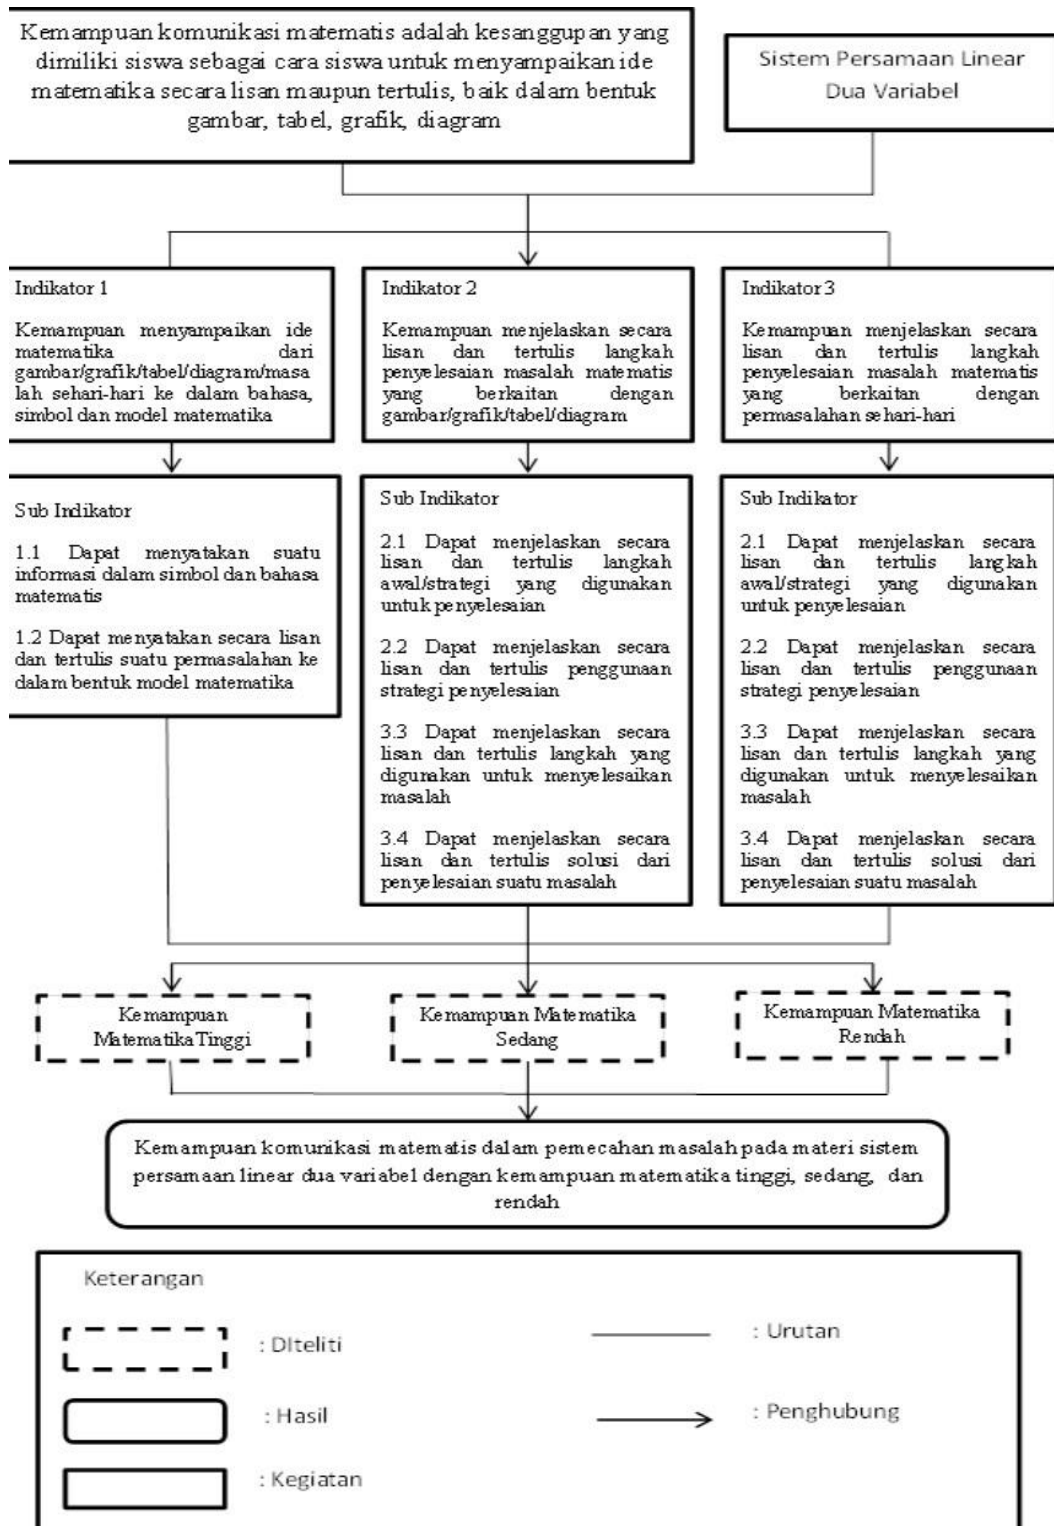 Kemampuan komunikasi matematis adalah kesanggupan yang
dimiliki siswa sebagai cara siswa untuk menyampaikan ide
matematika secara lisan maupun tertulis, baik dalam bentuk
gambar, tabel, grafik, diagram
Sistem Persamaan Linear
Dua Variabel
Indikator 1
Kemampuan menyampaikan ide
matematika dari
gambar/grafik/tabel/diagram/masa
lah sehari-hari ke dalam bahasa,
simbol dan model matematika
Indikator 2
Kemampuan menjelaskan secara
lisan dan tertulis langkah
penyelesaian masalah matematis
yang berkaitan dengan
gambar/grafik/tabel/diagram
Indikator 3
Kemampuan menjelaskan secara
lisan dan tertulis langkah
penyelesaian masalah matematis
yang berkaitan dengan
permasalahan sehari-hari
Sub Indikator
1.1 Dapat menyatakan suatu
informasi dalam simbol dan bahasa
matematis
1.2 Dapat menyatakan secara lisan
dan tertulis suatu permasalahan ke
dalam bentuk model matematika
Sub Indikator
2.1 Dapat menjelaskan secara
lisan dan tertulis langkah
awal/strategi yang digunakan
untuk penyelesaian
2.2 Dapat menjelaskan secara
lisan dan tertulis penggunaan
strategi penyelesaian
3.3 Dapat menjelaskan secara
lisan dan tertulis langkah yang
digunakan untuk menyelesaikan
masalah
3.4 Dapat menjelaskan secara
lisan dan tertulis solusi dari
penyelesaian suatu masalah
Sub Indikator
2.1 Dapat menjelaskan secara
lisan dan tertulis langkah
awal/strategi yang digunakan
untuk penyelesaian
2.2 Dapat menjelaskan secara
lisan dan tertulis penggunaan
strategi penyelesaian
3.3 Dapat menjelaskan secara
lisan dan tertulis langkah yang
digunakan untuk menyelesaikan
masalah
3.4 Dapat menjelaskan secara
lisan dan tertulis solusi dari
penyelesaian suatu masalah
Kemampuan
Matematika Tinggi
Kemampuan Matematika
Sedang
Kemampuan Matematika
Rendah
Kemampuan komunikasi matematis dalam pemecahan masalah pada materi sistem
persamaan linear dua variabel dengan kemampuan matematika tinggi, sedang, dan
rendah
Keterangan
: DIteliti
: Urutan
: Hasil
: Penghubung
: Kegiatan